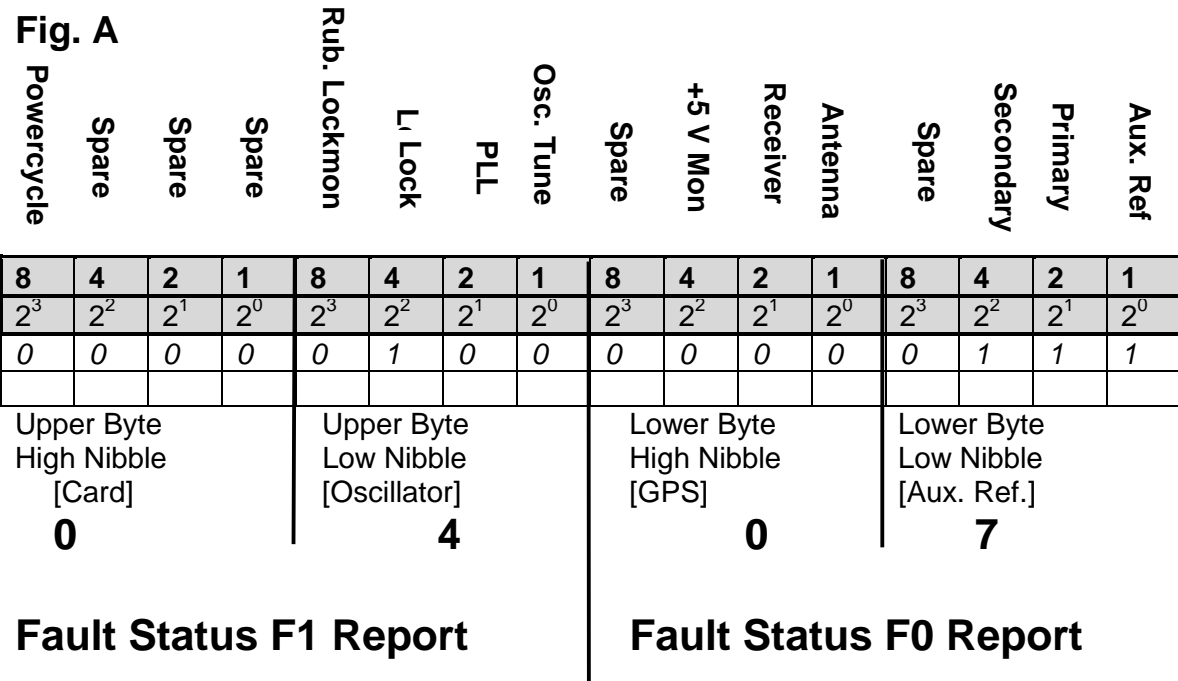 Fig. A
Powercycle
Spare
Spare
Spare
Rub. Lockmon
Lock
PLL
Osc. Tune
Spare
+5 V Mon
Receiver
Antenna
Spare
Secondary
Primary
Aux. Ref
8 4 2 1 8 4 2 1 8 4 2 1 8 4 2 1
2³ 2² 2¹ 2⁰ 2³ 2² 2¹ 2⁰ 2³ 2² 2¹ 2⁰ 2³ 2² 2¹ 2⁰
0 0 0 0 0 1 0 0 0 0 0 0 0 1 1 1
Upper Byte
High Nibble
[Card]
0
Upper Byte
Low Nibble
[Oscillator]
4
Lower Byte
High Nibble
[GPS]
0
Lower Byte
Low Nibble
[Aux. Ref.]
7
Fault Status F1 Report
Fault Status F0 Report